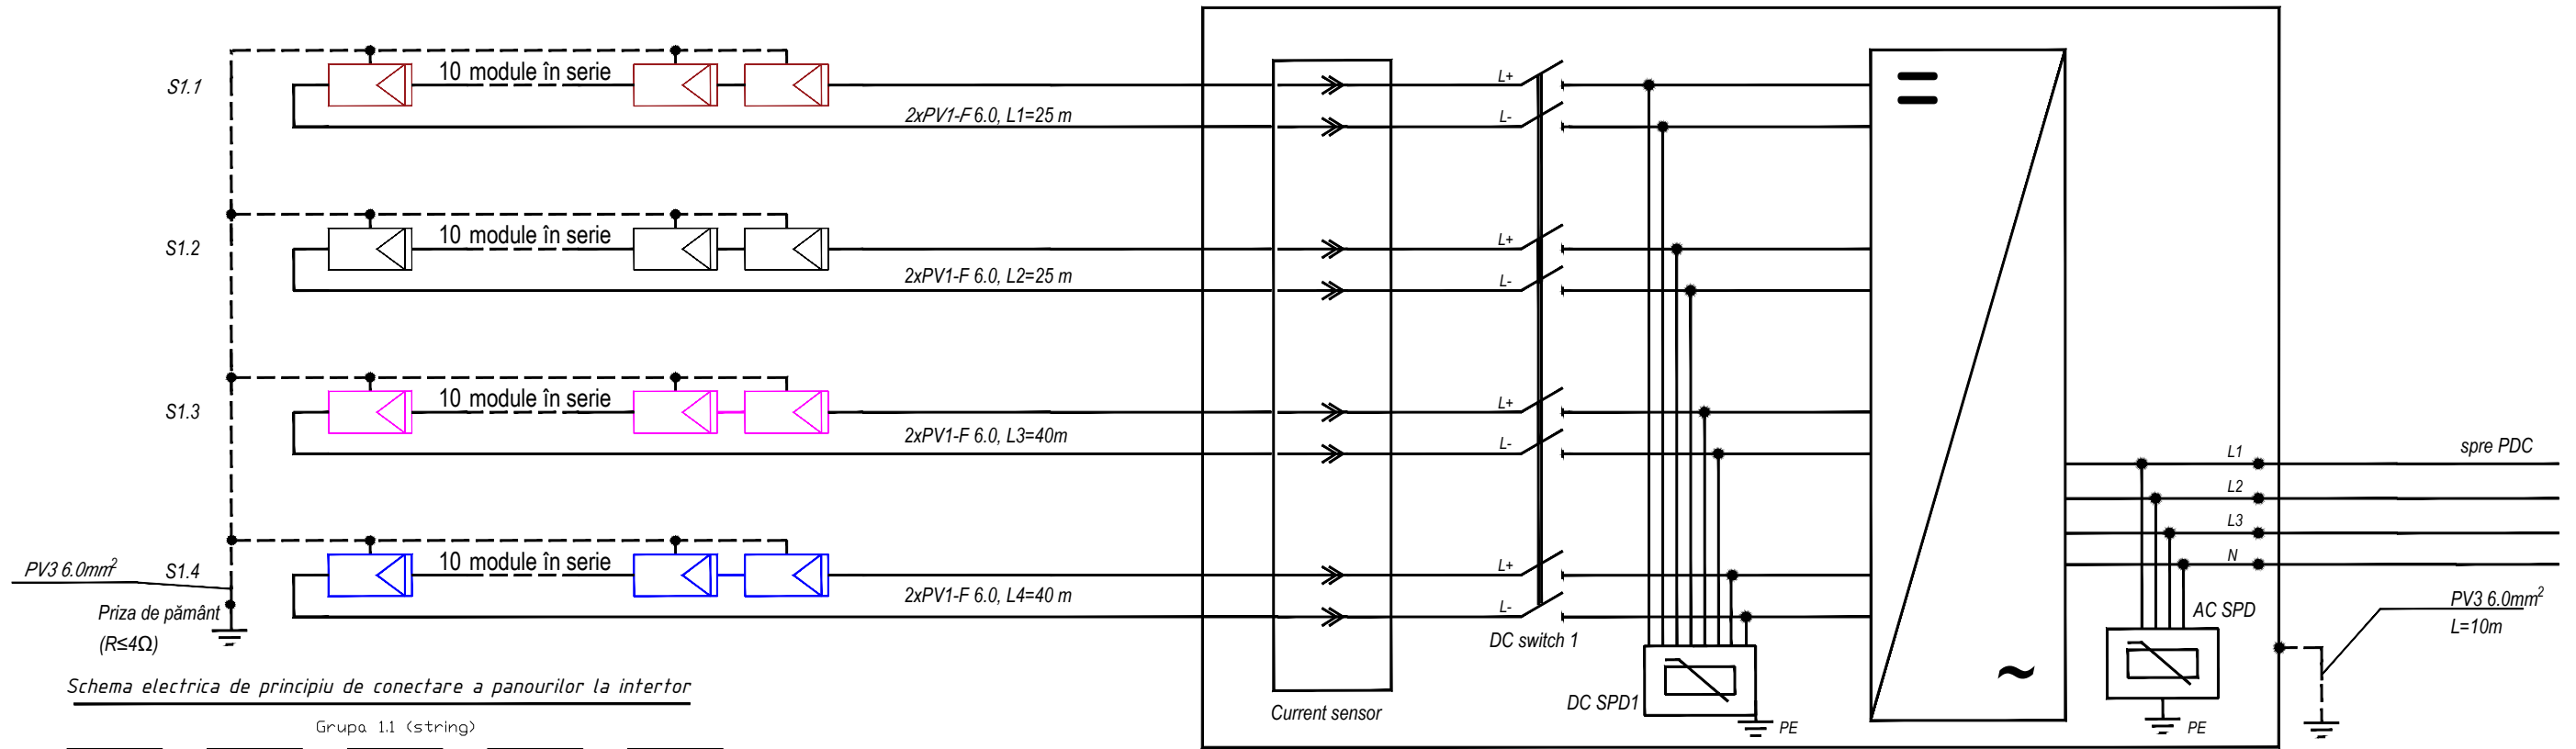 S1.1
10 module în serie
2xPV1-F 6.0, L1=25 m
L+
L-
S1.2
10 module în serie
2xPV1-F 6.0, L2=25 m
L+
L-
S1.3
10 module în serie
2xPV1-F 6.0, L3=40m
L+
L-
S1.4
10 module în serie
2xPV1-F 6.0, L4=40 m
L+
L-
PV3 6.0mm²
Priza de pământ
(R≤4Ω)
Current sensor
DC switch 1
DC SPD1
PE
L1
L2
L3
N
spre PDC
AC SPD
PE
PV3 6.0mm²
L=10m
Schema electrica de principiu de conectare a panourilor la intertor
Grupa 1.1 (string)